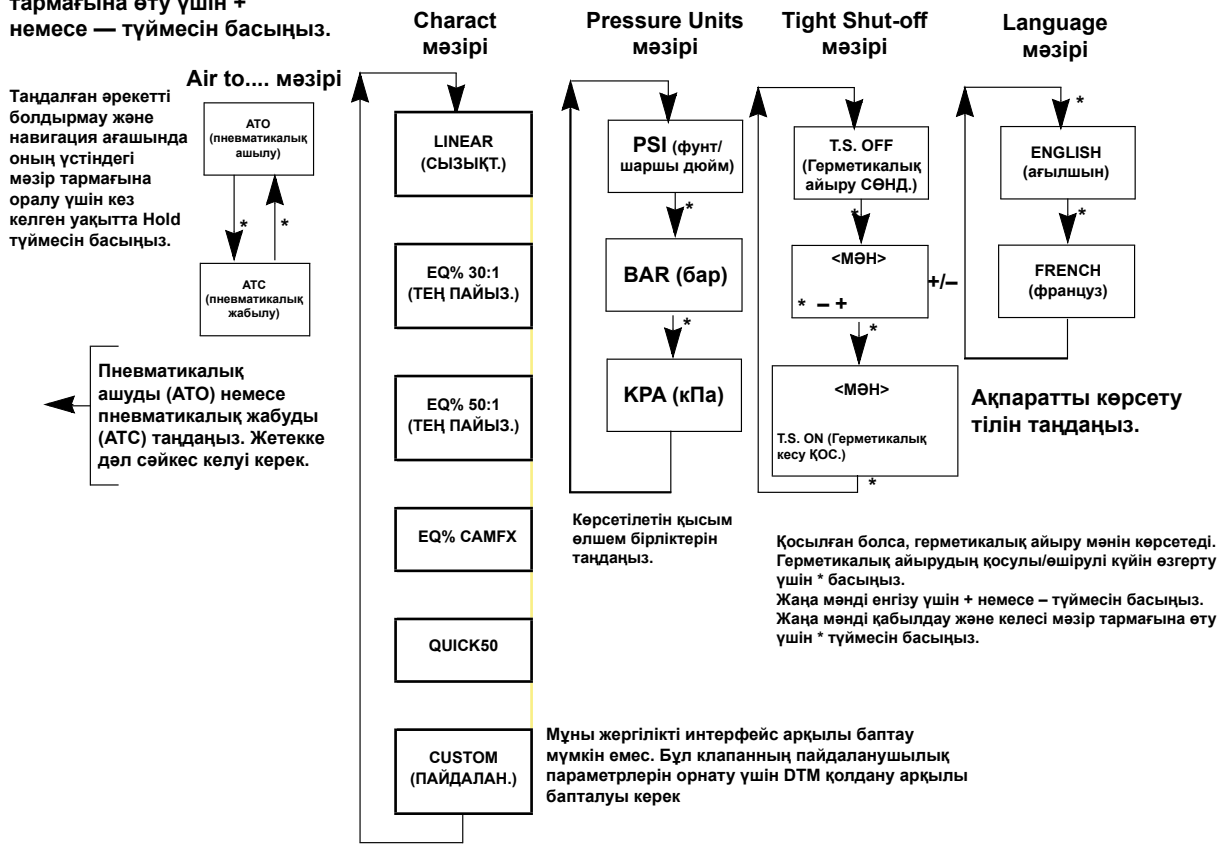 тармағына өту үшін +
немесе — түймесін басыңыз.
Таңдалған әрекетті
болдырмау және
навигация ағашында
оның үстіндегі
мәзір тармағына
оралу үшін кез
келген уақытта Hold
түймесін басыңыз.
Air to.... мәзірі
ATO
(пневматикалық
ашылу)
*
*
ATC
(пневматикалық
жабылу)
Пневматикалық
ашуды (ATO) немесе
пневматикалық жабуды
(ATC) таңдаңыз. Жетекке
дәл сәйкес келуі керек.
Charact
мәзірі
LINEAR
(СЫЗЫҚТ.)
EQ% 30:1
(ТЕҢ ПАЙЫЗ.)
EQ% 50:1
(ТЕҢ ПАЙЫЗ.)
EQ% CAMFX
QUICK50
CUSTOM
(ПАЙДАЛАН.)
Мұны жергілікті интерфейс арқылы баптау
мүмкін емес. Бұл клапанның пайдаланушылық
параметрлерін орнату үшін DTM қолдану арқылы
бапталуы керек
Pressure Units
мәзірі
PSI (фунт/
шаршы дюйм)
*
BAR (бар)
*
KPA (кПа)
Көрсетілетін қысым
өлшем бірліктерін
таңдаңыз.
Tight Shut-off
мәзірі
T.S. OFF
(Герметикалық
айыру СӨНД.)
*
<МӘН>
+/–
* – +
*
<МӘН>
T.S. ON (Герметикалық
кесу ҚОС.)
*
Қосылған болса, герметикалық айыру мәнін көрсетеді.
Герметикалық айырудың қосулы/өшірулі күйін өзгерту
үшін * басыңыз.
Жаңа мәнді енгізу үшін + немесе – түймесін басыңыз.
Жаңа мәнді қабылдау және келесі мәзір тармағына өту
үшін * түймесін басыңыз.
Language
мәзірі
*
ENGLISH
(ағылшын)
*
FRENCH
(француз)
Ақпаратты көрсету
тілін таңдаңыз.